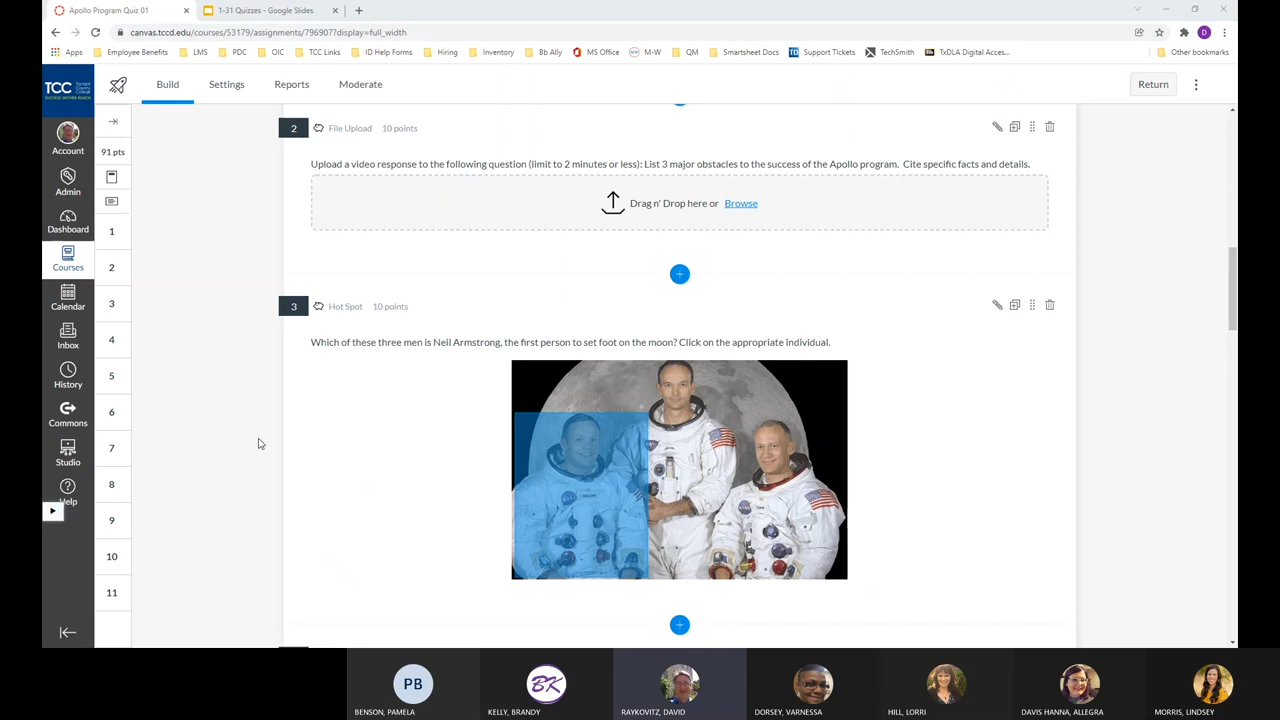 Apollo Program Quiz 01
1-31 Quizzes - Google Slides
canvas.tccd.edu/courses/53179/assignments/796907?display=full_width
D
Apps
Employee Benefits
LMS
PDC
OIC
TCC Links
ID Help Forms
Hiring
Inventory
Bb Ally
MS Office
M-W
QM
Smartsheet Docs
TD
Support Tickets
TechSmith
TxDLA Digital Acces...
Other bookmarks
TCC
SUCCESS WITHIN REACH.
Build
Settings
Reports
Moderate
Return
Account
Admin
Dashboard
Courses
Calendar
Inbox
History
Commons
Studio
Help
91 pts
1
2
3
4
5
6
7
8
9
10
11
2 File Upload 10 points
Upload a video response to the following question (limit to 2 minutes or less): List 3 major obstacles to the success of the Apollo program. Cite specific facts and details.
Drag n' Drop here or Browse
3 Hot Spot 10 points
Which of these three men is Neil Armstrong, the first person to set foot on the moon? Click on the appropriate individual.
PB
BK
BENSON, PAMELA
KELLY, BRANDY
RAYKOVITZ, DAVID
DORSEY, VARNESSA
HILL, LORRI
DAVIS HANNA, ALLEGRA
MORRIS, LINDSEY